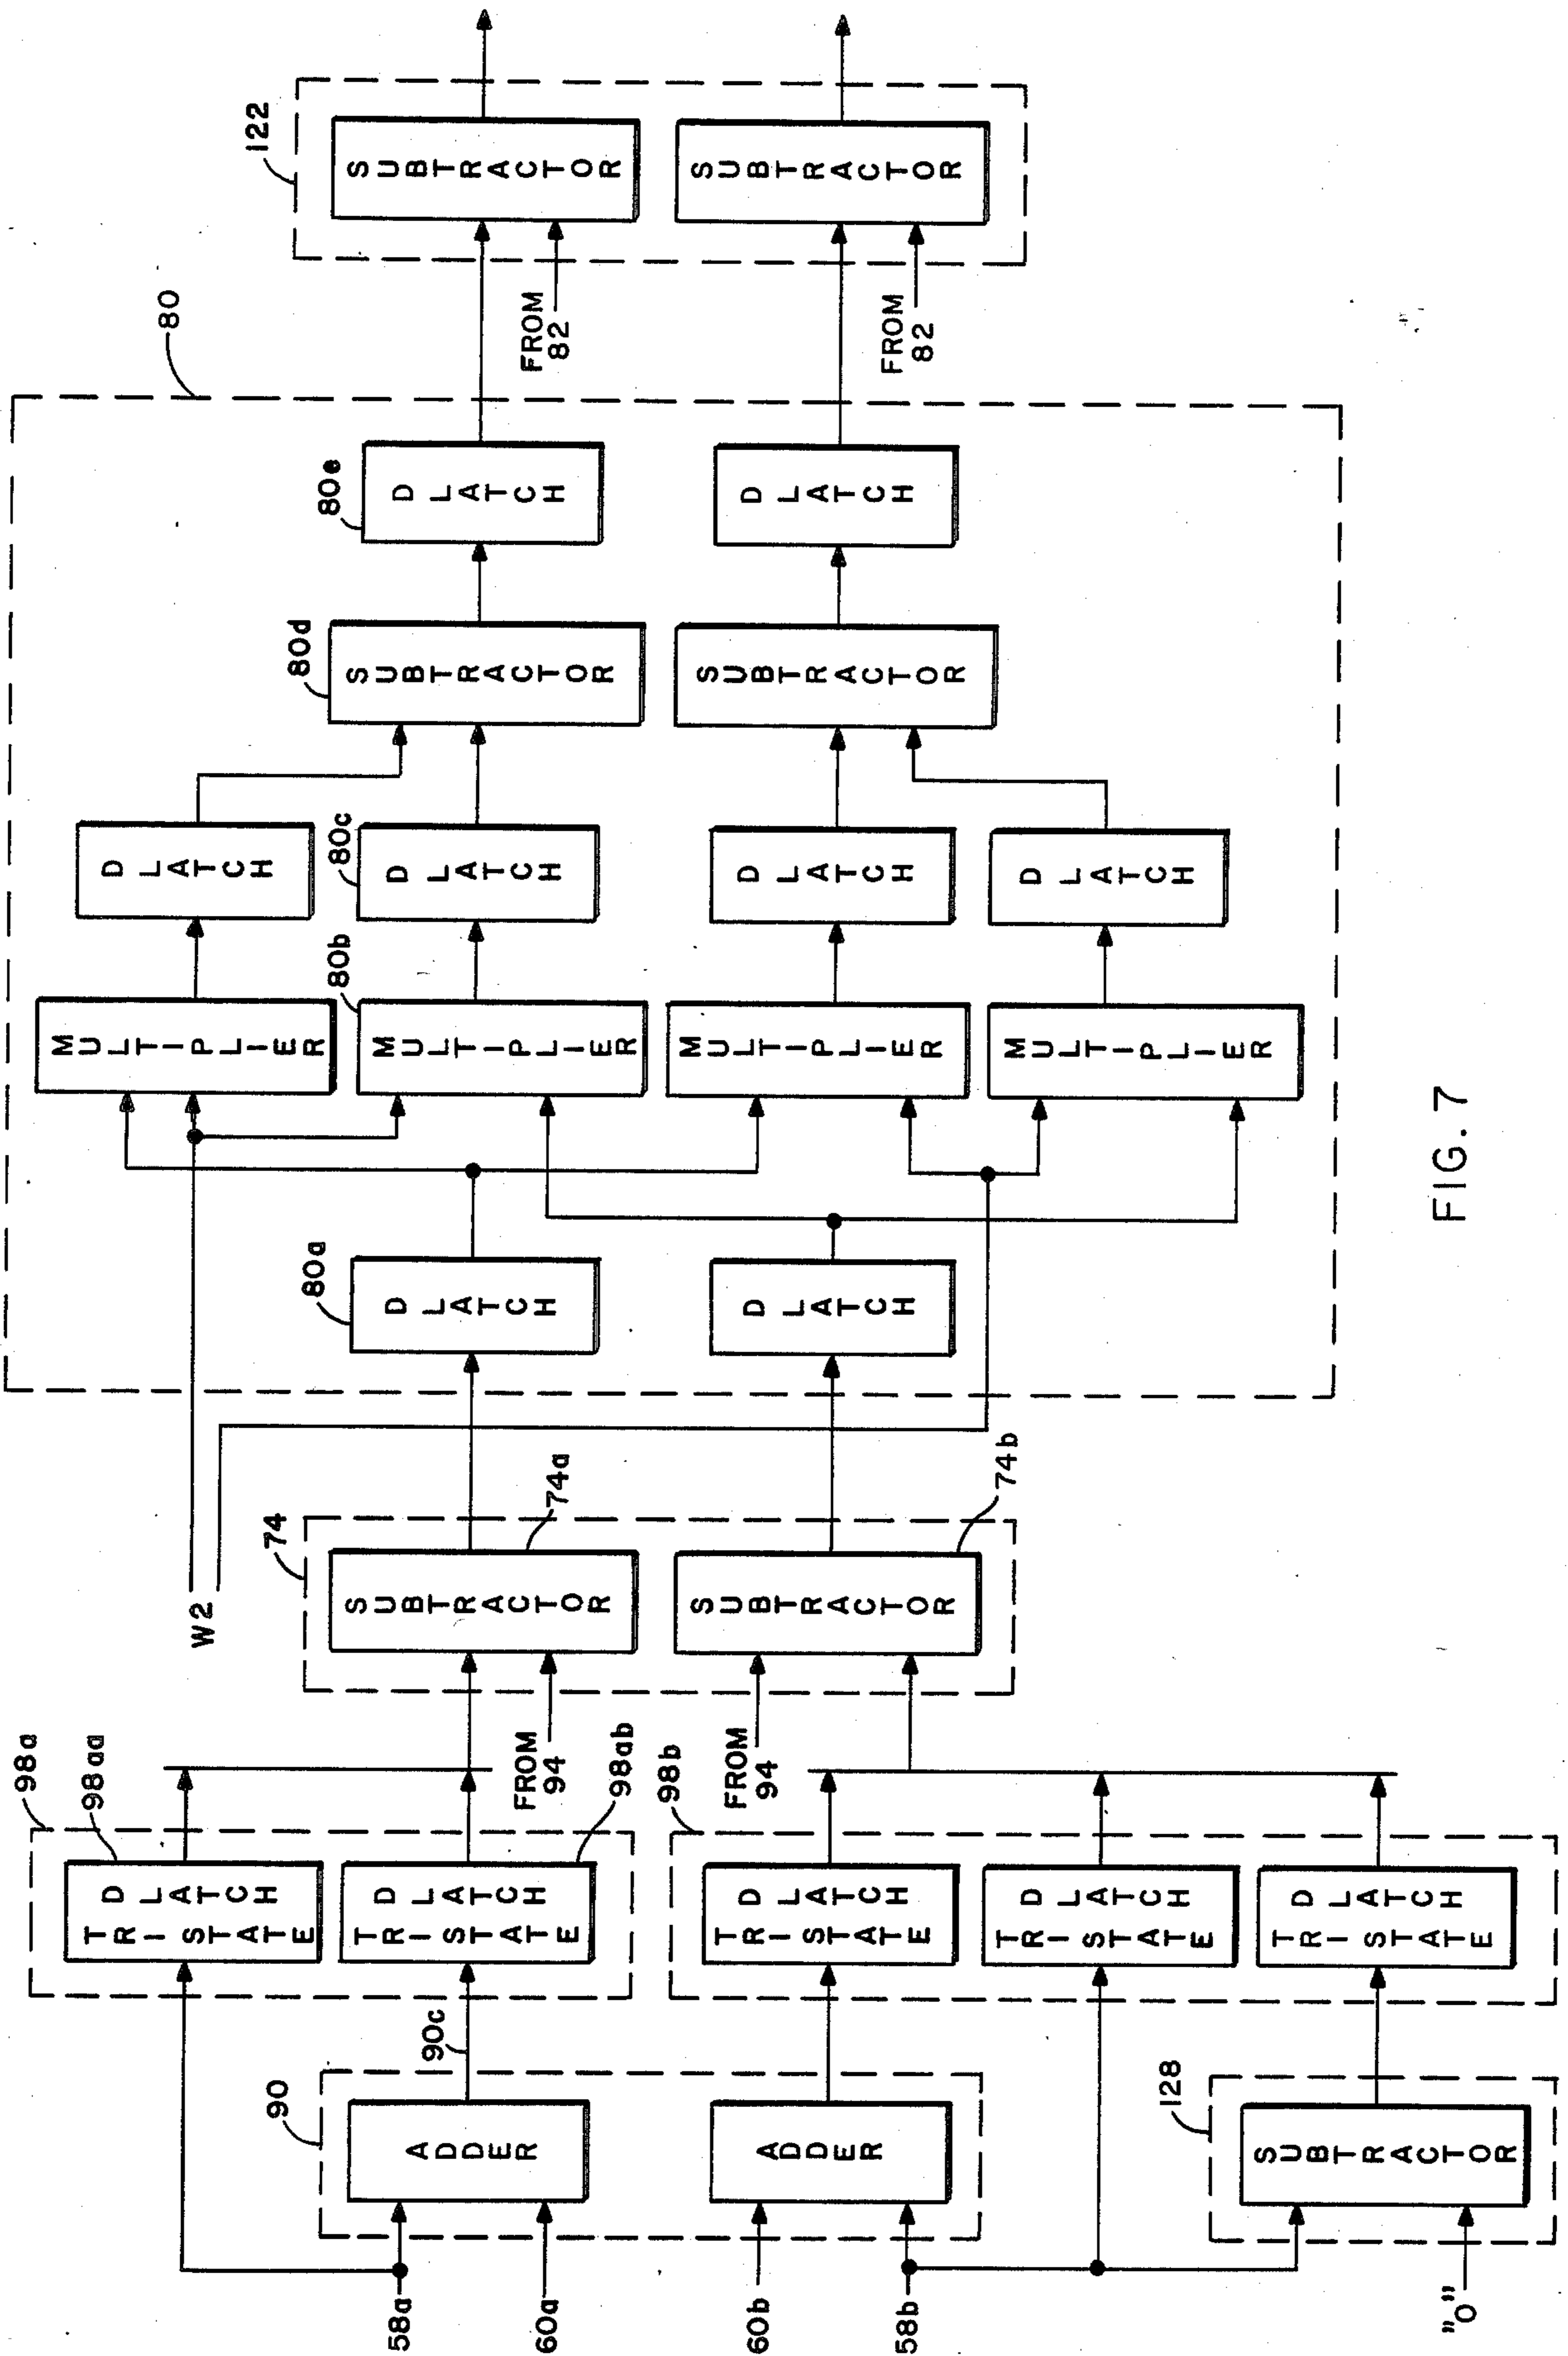 58a
60a
60b
58b
"0"
90
ADDER
ADDER
128
SUBTRACTOR
90c
98a
98aa
D LATCH
TRI STATE
D LATCH
TRI STATE
98ab
98b
D LATCH
TRI STATE
D LATCH
TRI STATE
D LATCH
TRI STATE
FROM
94
FROM
94
W2
74
SUBTRACTOR
74a
SUBTRACTOR
74b
80
80a
D LATCH
D LATCH
MULTIPLIER
80b
MULTIPLIER
MULTIPLIER
MULTIPLIER
D LATCH
80c
D LATCH
D LATCH
D LATCH
80d
SUBTRACTOR
SUBTRACTOR
80e
D LATCH
D LATCH
FROM
82
FROM
82
122
SUBTRACTOR
SUBTRACTOR
FIG. 7